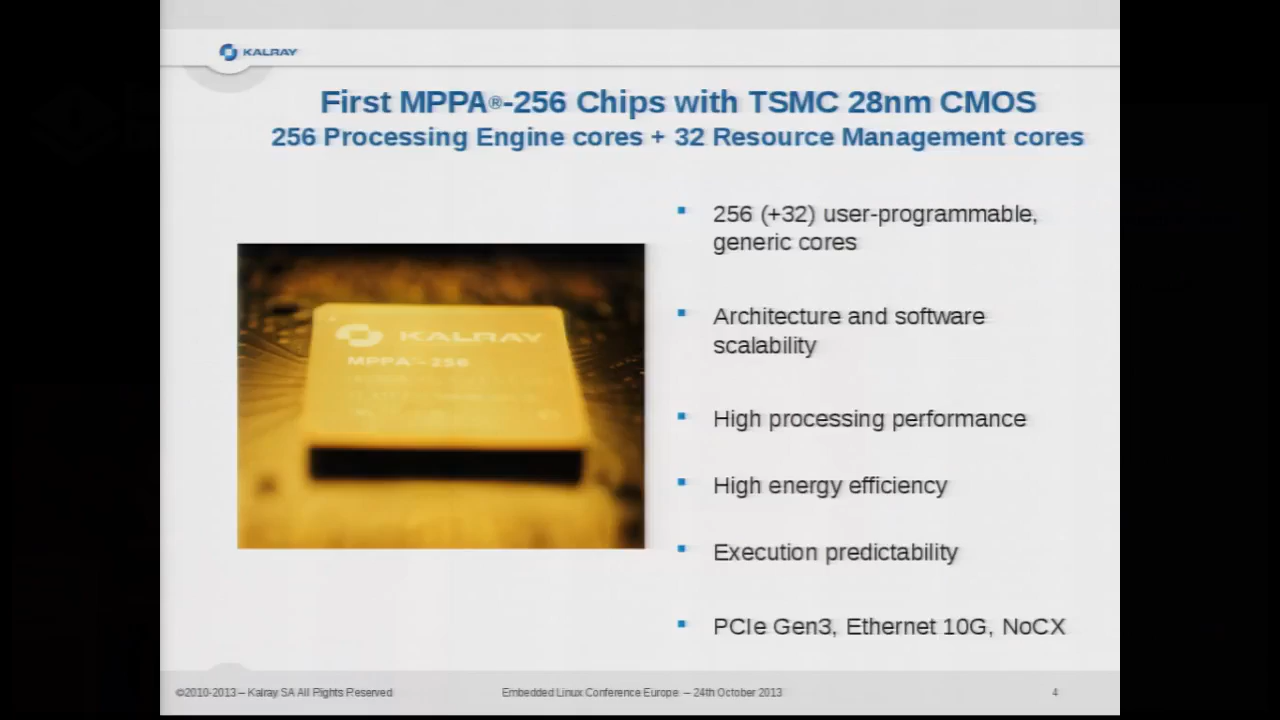 KALRAY
First MPPA®-256 Chips with TSMC 28nm CMOS
256 Processing Engine cores + 32 Resource Management cores
KALRAY
MPPA - 256
▪ 256 (+32) user-programmable,
generic cores
▪ Architecture and software
scalability
▪ High processing performance
▪ High energy efficiency
▪ Execution predictability
▪ PCIe Gen3, Ethernet 10G, NoCX
©2010-2013 – Kalray SA All Rights Reserved
Embedded Linux Conference Europe – 24th October 2013
4